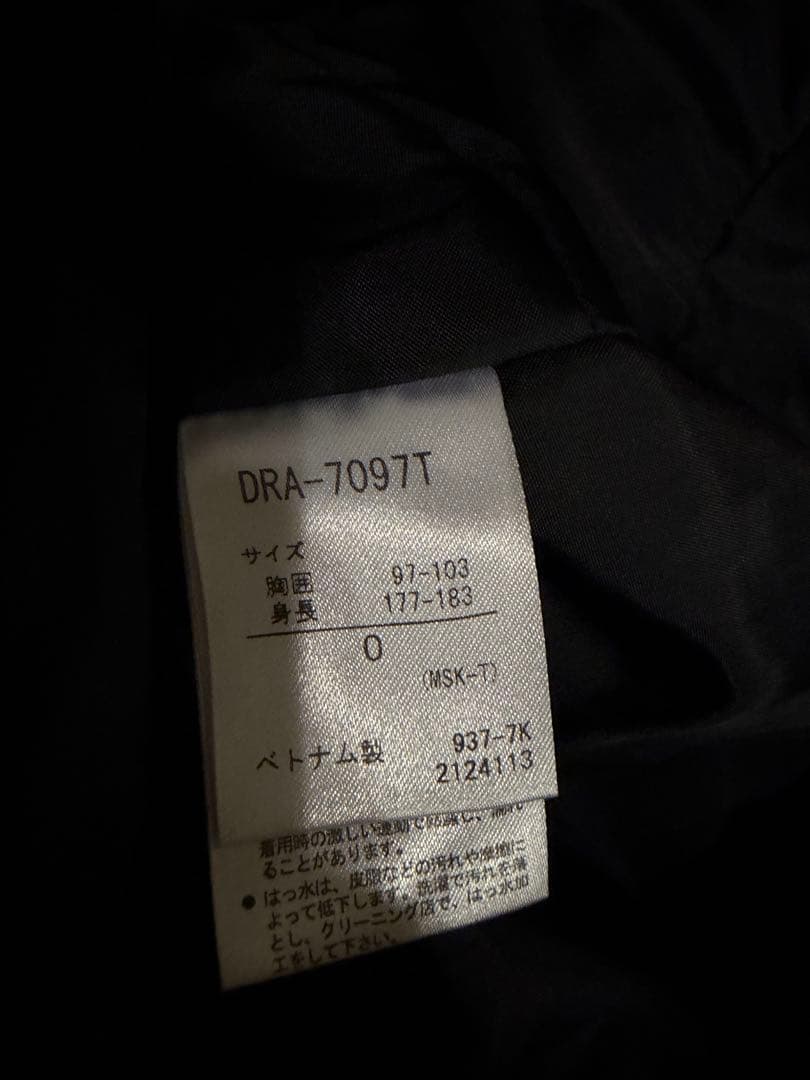 DRA-7097T
サイズ
胸囲 97-103
身長 177-183
O
(MSK-T)
ベトナム製 937-7K
2124113
着用時の激しい運動で
ることがあります。
● はっ水は、皮脂などの汚れや摩擦に
よって低下します。洗濯で汚れを落
とし、クリーニング店で、はっ水加
工をして下さい。